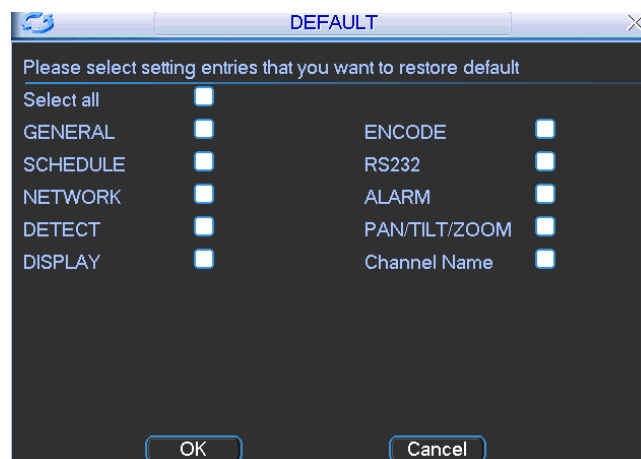 DEFAULT
Please select setting entries that you want to restore default
Select all
GENERAL ENCODE
SCHEDULE RS232
NETWORK ALARM
DETECT PAN/TILT/ZOOM
DISPLAY Channel Name
OK Cancel